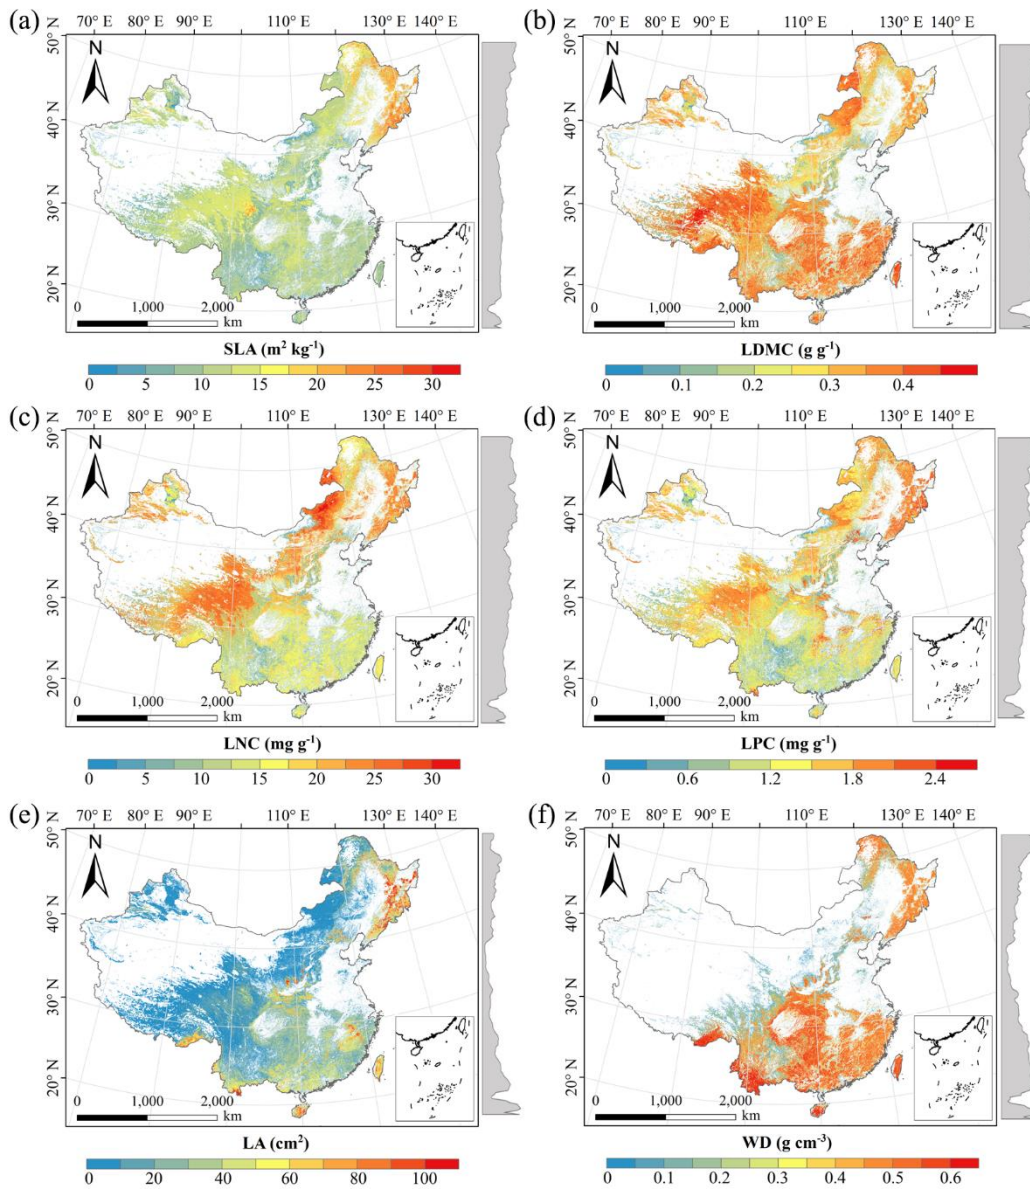 (a) 70° E 80° E 90° E 110° E 120° E 130° E
50° N
40° N
30° N
20° N
N
0 1,000 2,000
km
SLA (m² kg⁻¹)
0 5 10 15 20 25 30
(b) 70° E 80° E 90° E 110° E 120° E 130° E
50° N
40° N
30° N
20° N
N
0 1,000 2,000
km
LDMC (g g⁻¹)
0 0.1 0.2 0.3 0.4
(c) 70° E 80° E 90° E 110° E 120° E 130° E
50° N
40° N
30° N
20° N
N
0 1,000 2,000
km
LNC (mg g⁻¹)
0 5 10 15 20 25 30
(d) 70° E 80° E 90° E 110° E 120° E 130° E
50° N
40° N
30° N
20° N
N
0 1,000 2,000
km
LPC (mg g⁻¹)
0 0.6 1.2 1.8 2.4
(e) 70° E 80° E 90° E 110° E 120° E 130° E
50° N
40° N
30° N
20° N
N
0 1,000 2,000
km
LA (cm²)
0 20 40 60 80 100
(f) 70° E 80° E 90° E 110° E 120° E 130° E
50° N
40° N
30° N
20° N
N
0 1,000 2,000
km
WD (g cm⁻³)
0 0.1 0.2 0.3 0.4 0.5 0.6